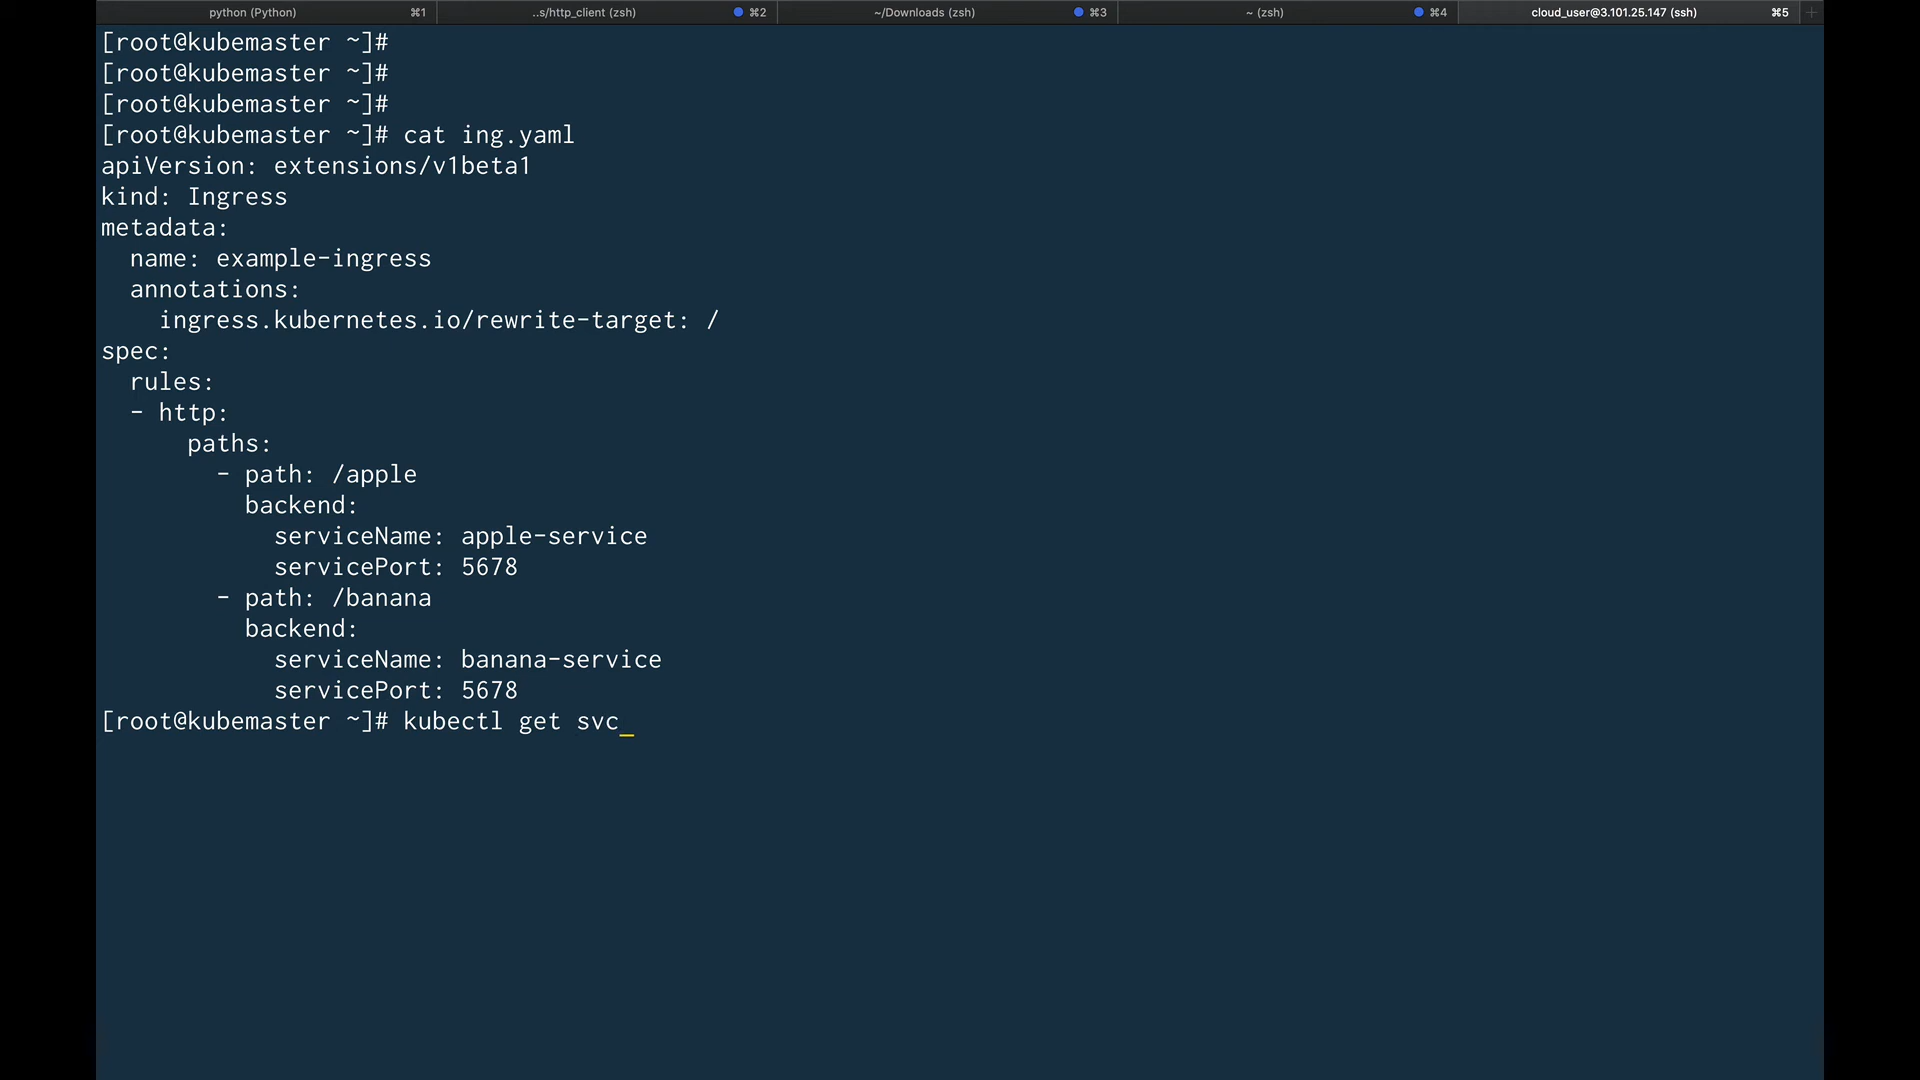 python (Python) ⌘1 ..s/http_client (zsh) ⌘2 ~/Downloads (zsh) ⌘3 ~ (zsh) ⌘4 cloud_user@3.101.25.147 (ssh) ⌘5 +
[root@kubemaster ~]#
[root@kubemaster ~]#
[root@kubemaster ~]#
[root@kubemaster ~]# cat ing.yaml
apiVersion: extensions/v1beta1
kind: Ingress
metadata:
  name: example-ingress
  annotations:
    ingress.kubernetes.io/rewrite-target: /
spec:
  rules:
  - http:
      paths:
        - path: /apple
          backend:
            serviceName: apple-service
            servicePort: 5678
        - path: /banana
          backend:
            serviceName: banana-service
            servicePort: 5678
[root@kubemaster ~]# kubectl get svc_